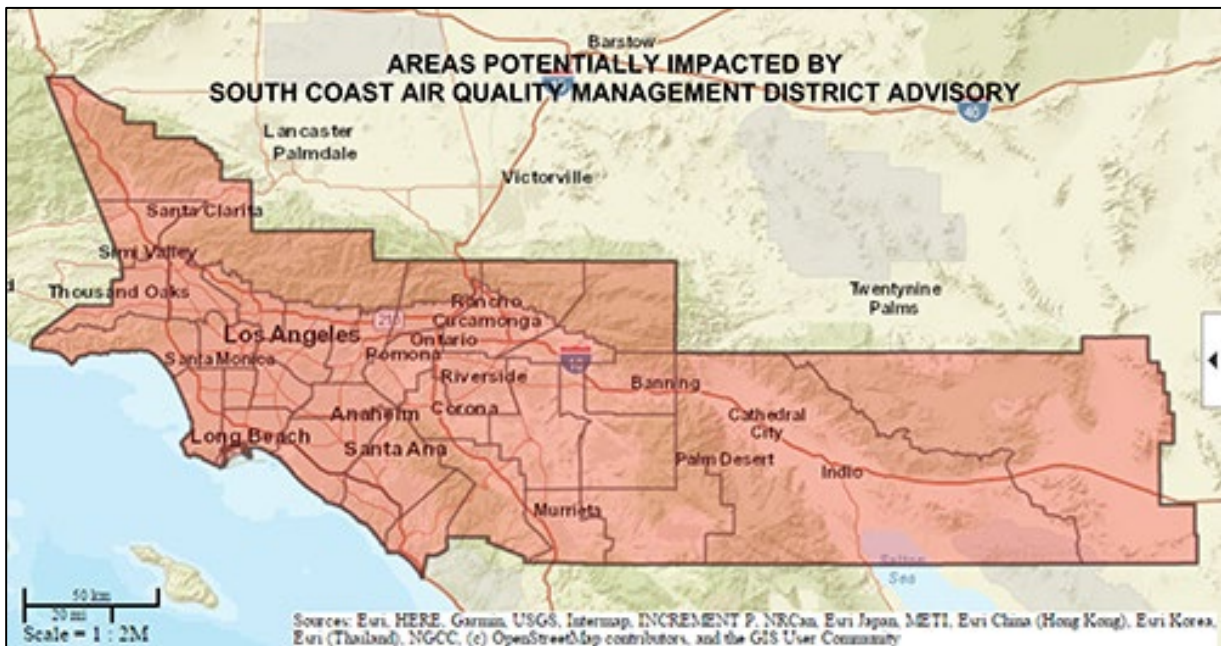 Barstow
AREAS POTENTIALLY IMPACTED BY
SOUTH COAST AIR QUALITY MANAGEMENT DISTRICT ADVISORY
40
Lancaster
Palmdale
Victorville
Santa Clarita
Simi Valley
Thousand Oaks
Twentynine
Palms
Rancho
Cucamonga
210
Los Angeles
Ontario
Santa Monica
Pomona
Riverside
Banning
Anaheim
Corona
Cathedral
City
Long Beach
Santa Ana
Palm Desert
Indio
Murrieta
Salton
Sea
50 km
20 mi
Scale = 1 : 2M
Sources: Esri, HERE, Garmin, USGS, Intermap, INCREMENT P, NRCan, Esri Japan, METI, Esri China (Hong Kong), Esri Korea,
Esri (Thailand), NGCC, (c) OpenStreetMap contributors, and the GIS User Community